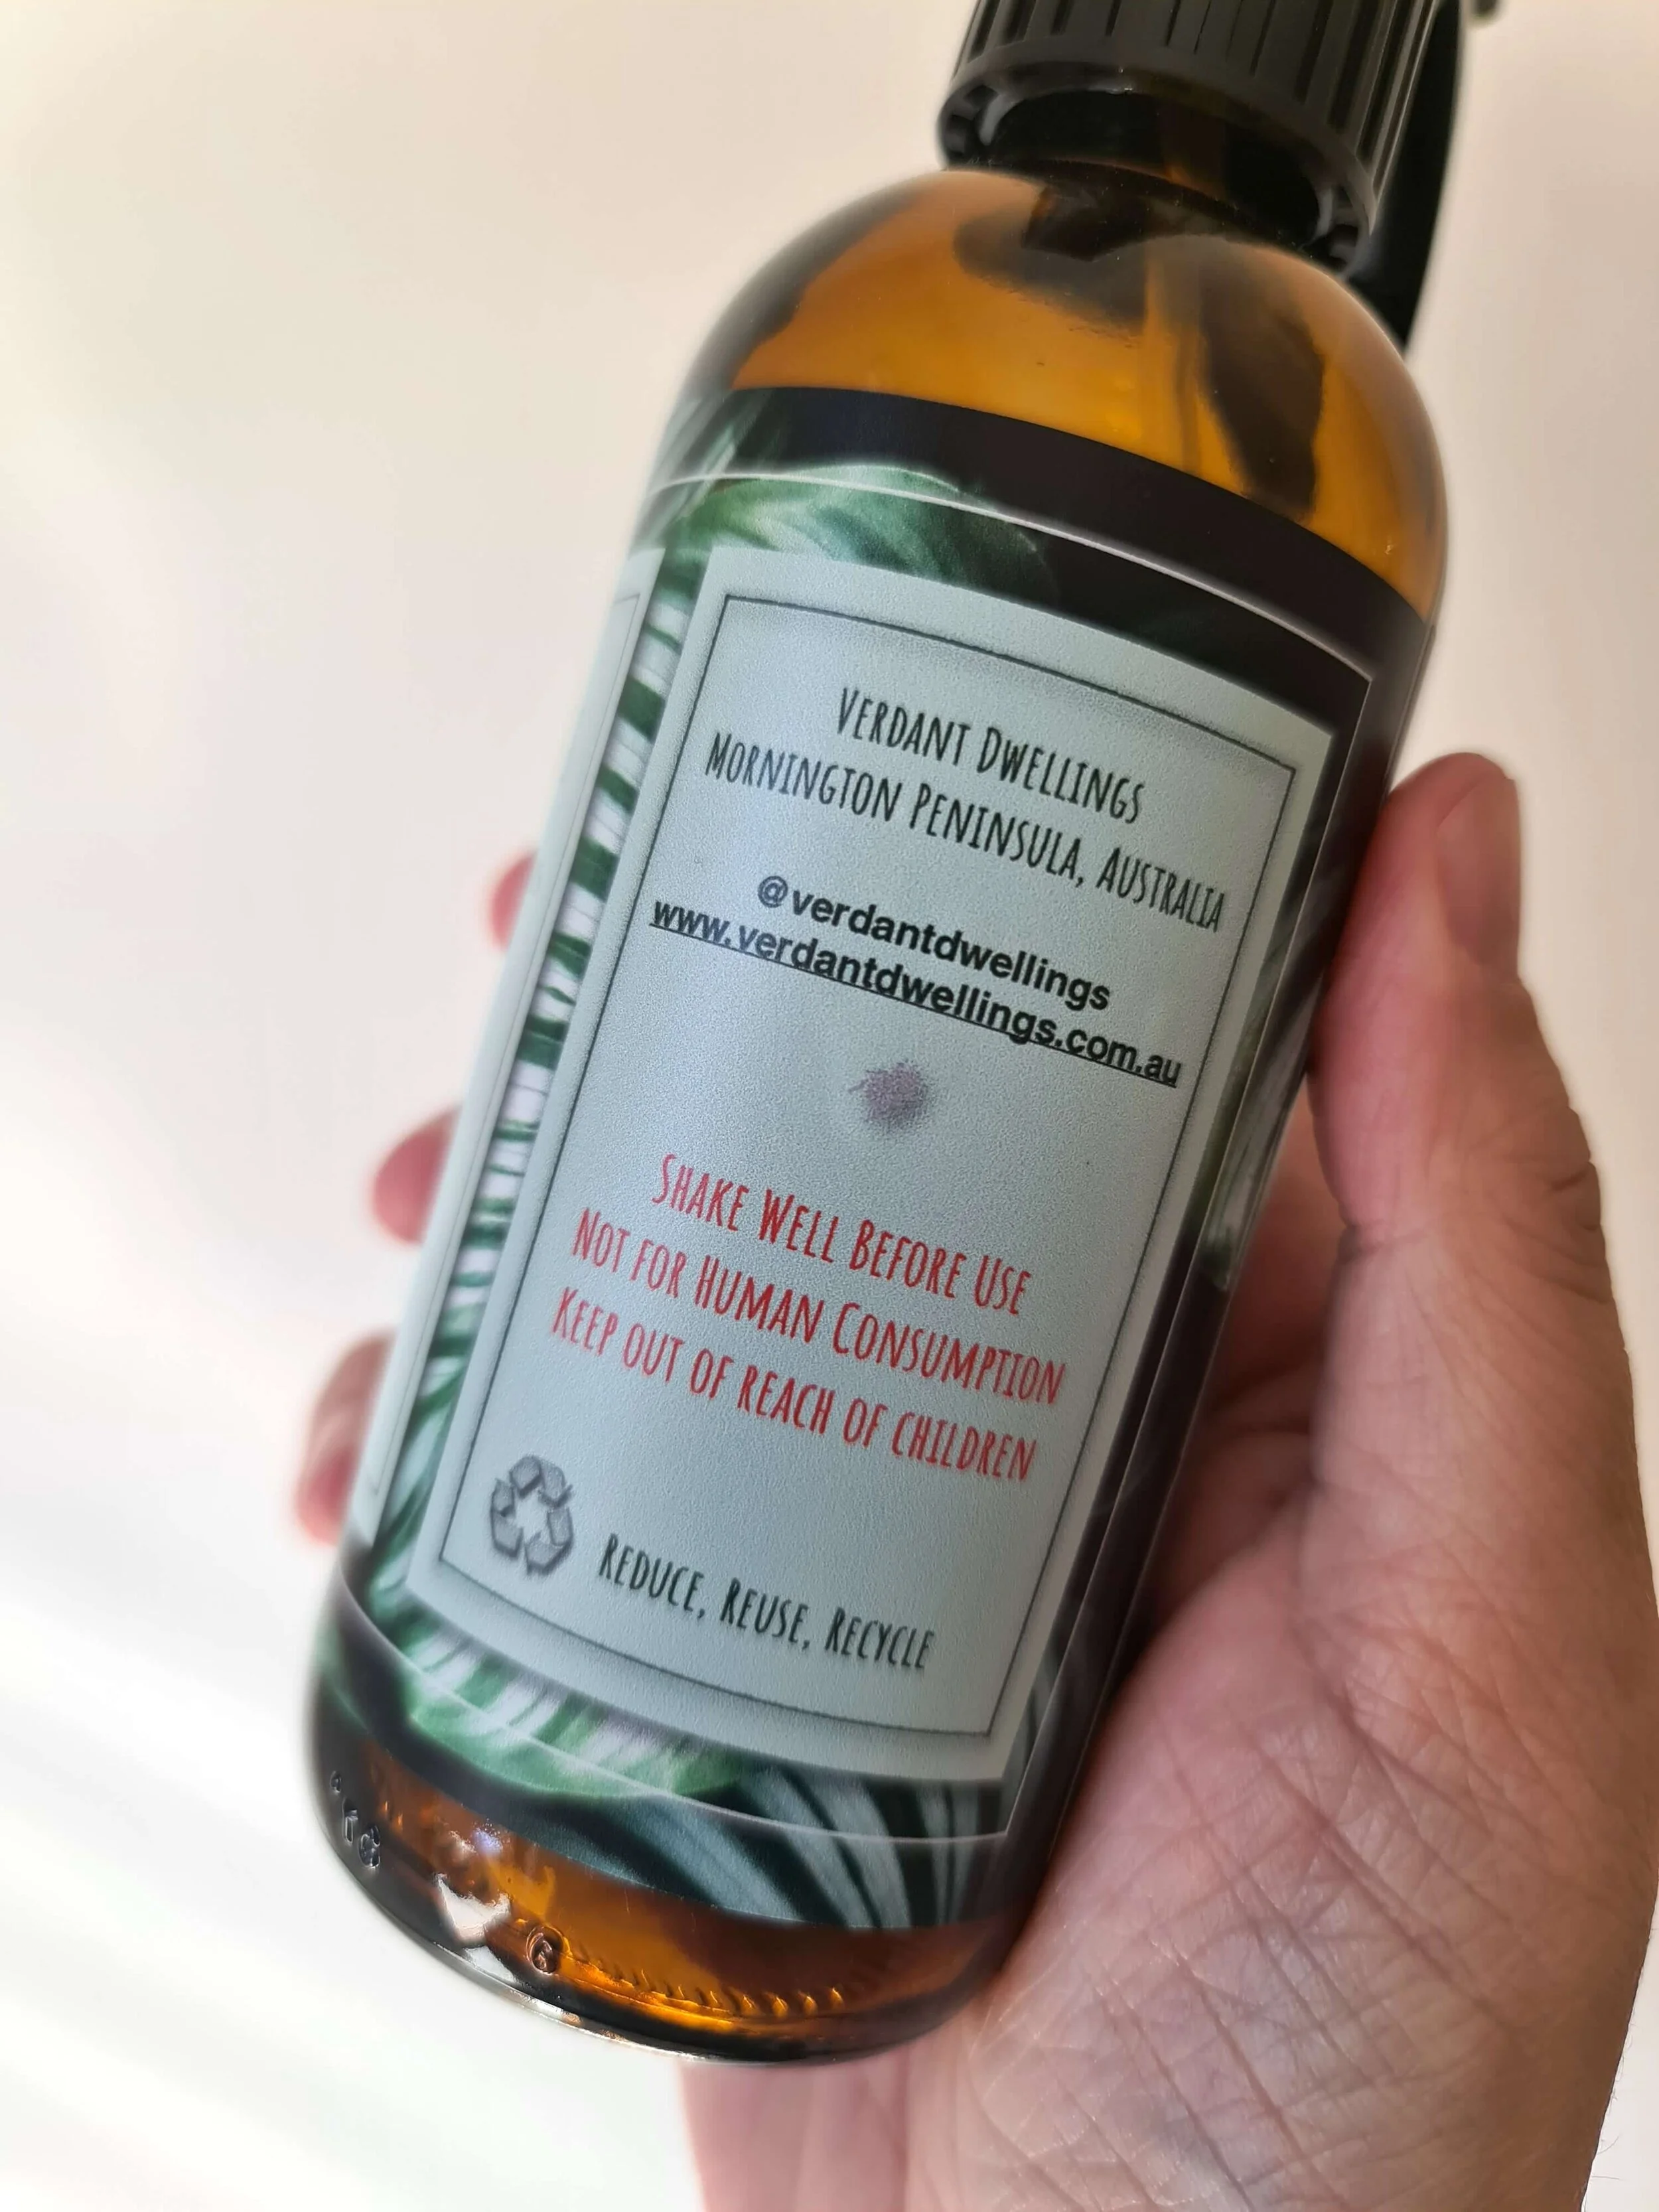 Verdant Dwellings
Mornington Peninsula, Australia
@verdantdwellings
www.verdantdwellings.com.au
Shake Well Before Use
Not for Human Consumption
Keep out of reach of children
Reduce, Reuse, Recycle